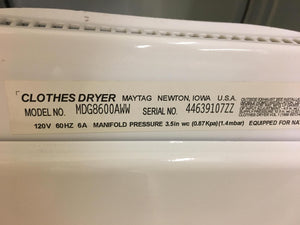 CLOTHES DRYER MAYTAG NEWTON, IOWA U.S.A.
MODEL NO. MDG8600AWW SERIAL NO. 44639107ZZ
120V 60HZ 6A MANIFOLD PRESSURE 3.5in wc (0.87Kpa)(1.4mbar) EQUIPPED FOR NAT